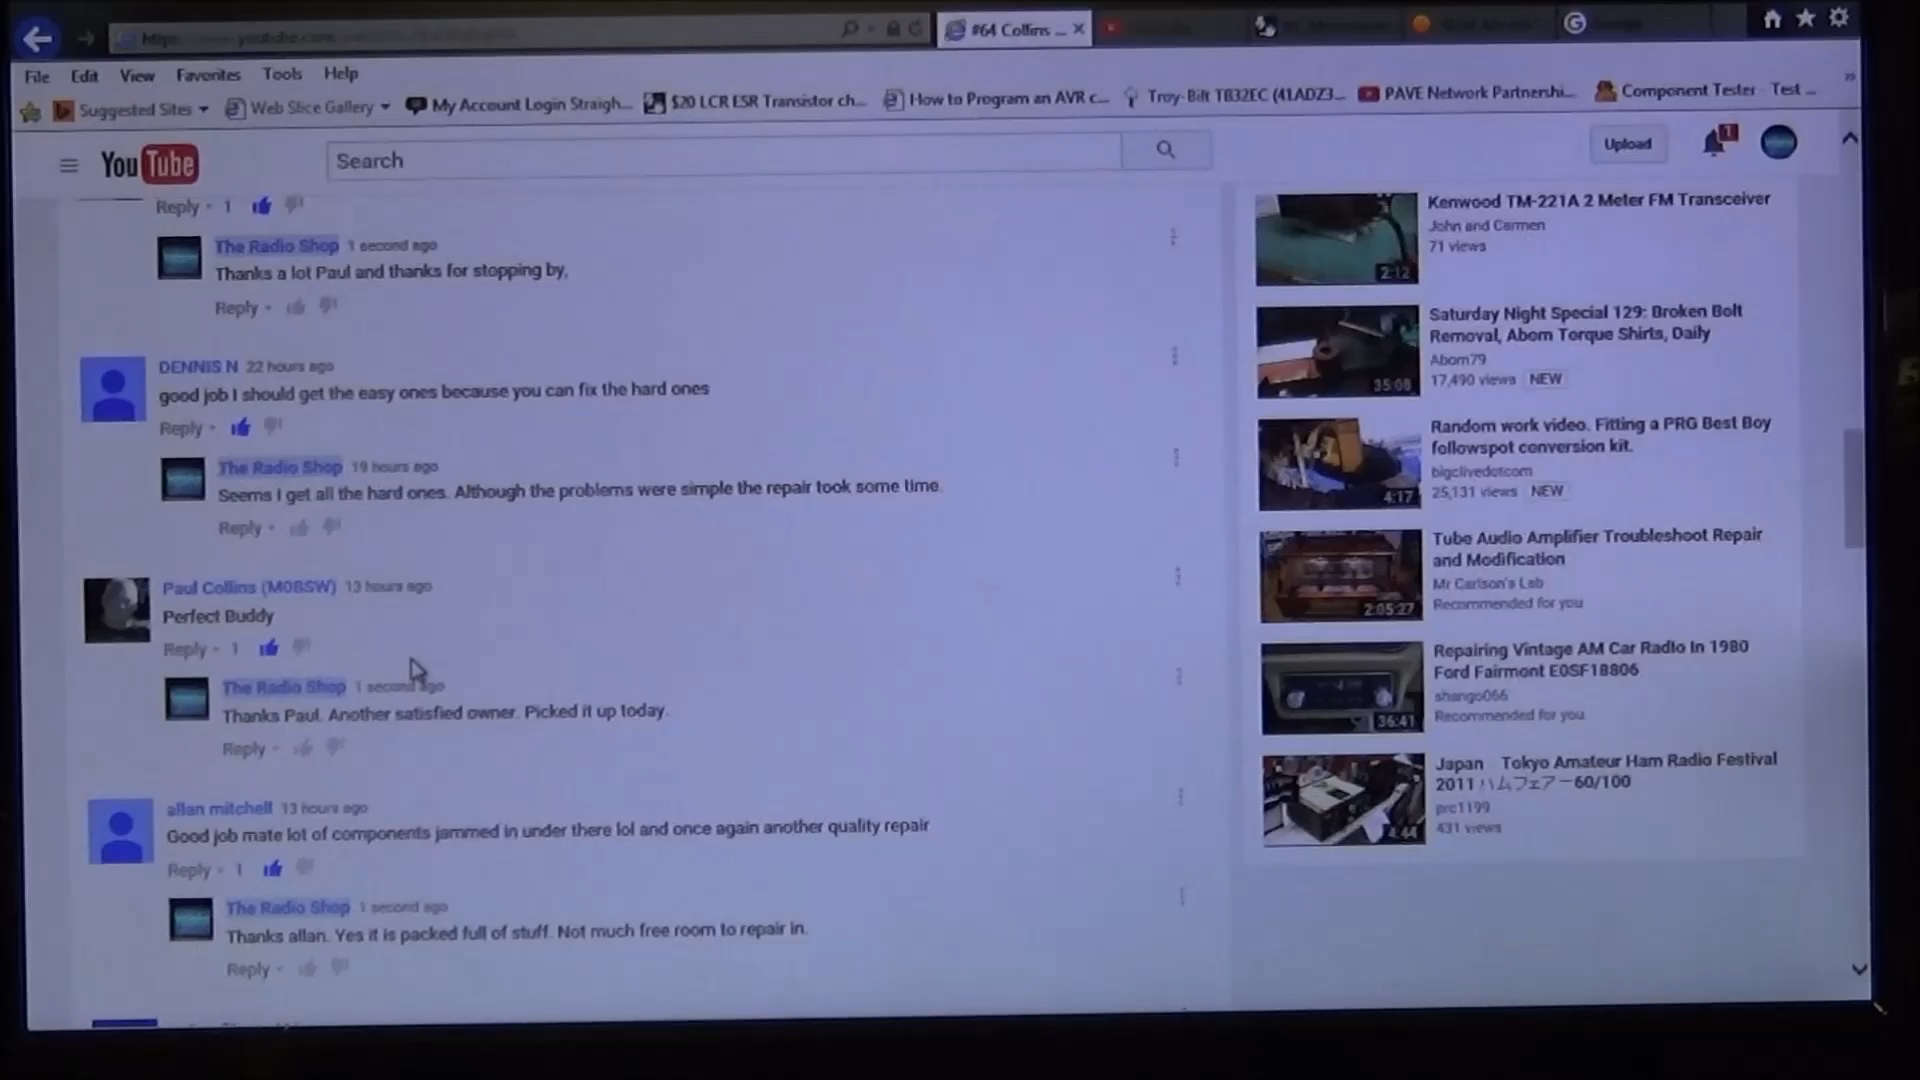 #64 Collins ...
File Edit View Favorites Tools Help
Suggested Sites Web Slice Gallery My Account Login Straigh... $20 LCR ESR Transistor ch... How to Program an AVR c... Troy-Bilt TB32EC (41ADZ3... PAVE Network Partnershi... Component Tester - Test ...
YouTube Search Upload 1
Reply · 1
The Radio Shop 1 second ago
Thanks a lot Paul and thanks for stopping by,
Reply ·
DENNIS N 22 hours ago
good job I should get the easy ones because you can fix the hard ones
Reply ·
The Radio Shop 19 hours ago
Seems I get all the hard ones. Although the problems were simple the repair took some time.
Reply ·
Paul Collins (M0BSW) 13 hours ago
Perfect Buddy
Reply · 1
The Radio Shop 1 second ago
Thanks Paul. Another satisfied owner. Picked it up today.
Reply ·
allan mitchell 13 hours ago
Good job mate lot of components jammed in under there lol and once again another quality repair
Reply · 1
The Radio Shop 1 second ago
Thanks allan. Yes it is packed full of stuff. Not much free room to repair in.
Reply ·
Kenwood TM-221A 2 Meter FM Transceiver
John and Carmen
71 views
2:12
Saturday Night Special 129: Broken Bolt
Removal, Abom Torque Shirts, Daily
Abom79
17,490 views NEW
35:08
Random work video. Fitting a PRG Best Boy
followspot conversion kit.
bigclivedotcom
25,131 views NEW
4:17
Tube Audio Amplifier Troubleshoot Repair
and Modification
Mr Carlson's Lab
Recommended for you
2:05:27
Repairing Vintage AM Car Radio In 1980
Ford Fairmont E0SF18806
shango066
Recommended for you
36:41
Japan Tokyo Amateur Ham Radio Festival
2011 ハムフェアー60/100
prc1199
431 views
4:44